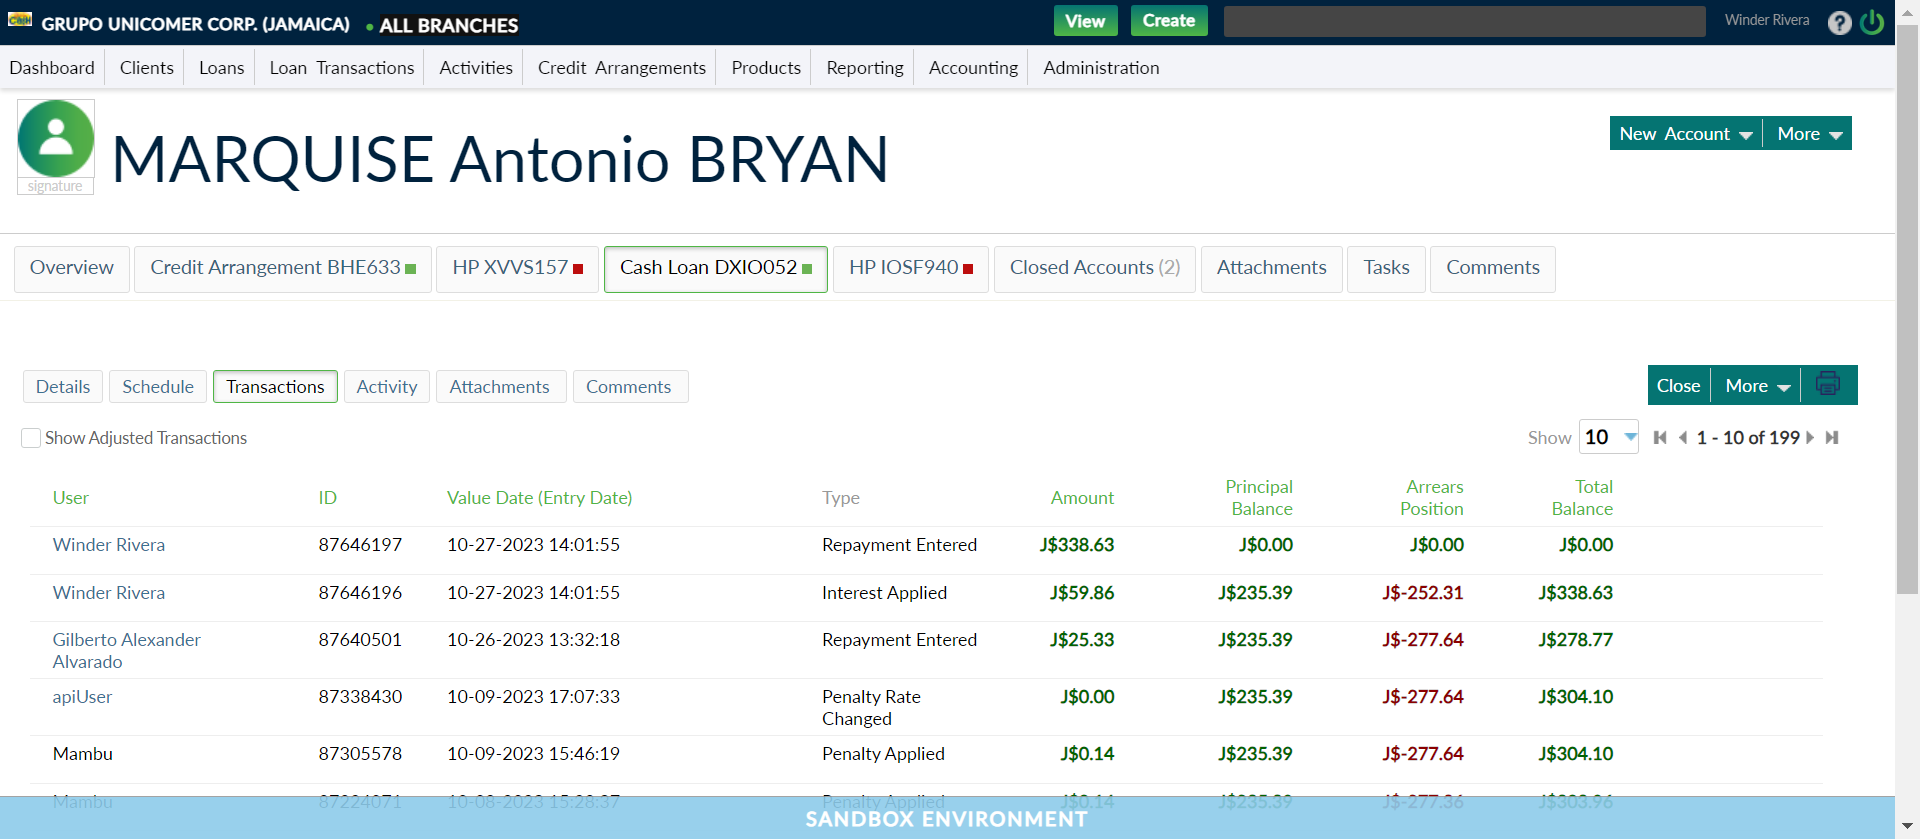 GRUPO UNICOMER CORP. (JAMAICA) • ALL BRANCHES View Create Winder Rivera ?
Dashboard Clients Loans Loan Transactions Activities Credit Arrangements Products Reporting Accounting Administration
signature
MARQUISE Antonio BRYAN
New Account More
Overview Credit Arrangement BHE633 HP XVVS157 Cash Loan DXIO052 HP IOSF940 Closed Accounts (2) Attachments Tasks Comments
Details Schedule Transactions Activity Attachments Comments Close More
Show Adjusted Transactions Show 10 1 - 10 of 199
User ID Value Date (Entry Date) Type Amount Principal Balance Arrears Position Total Balance
Winder Rivera 87646197 10-27-2023 14:01:55 Repayment Entered J$338.63 J$0.00 J$0.00 J$0.00
Winder Rivera 87646196 10-27-2023 14:01:55 Interest Applied J$59.86 J$235.39 J$-252.31 J$338.63
Gilberto Alexander Alvarado 87640501 10-26-2023 13:32:18 Repayment Entered J$25.33 J$235.39 J$-277.64 J$278.77
apiUser 87338430 10-09-2023 17:07:33 Penalty Rate Changed J$0.00 J$235.39 J$-277.64 J$304.10
Mambu 87305578 10-09-2023 15:46:19 Penalty Applied J$0.14 J$235.39 J$-277.64 J$304.10
Mambu 87224071 10-08-2023 15:28:37 Penalty Applied J$0.14 J$235.39 J$-277.36 J$303.96
SANDBOX ENVIRONMENT